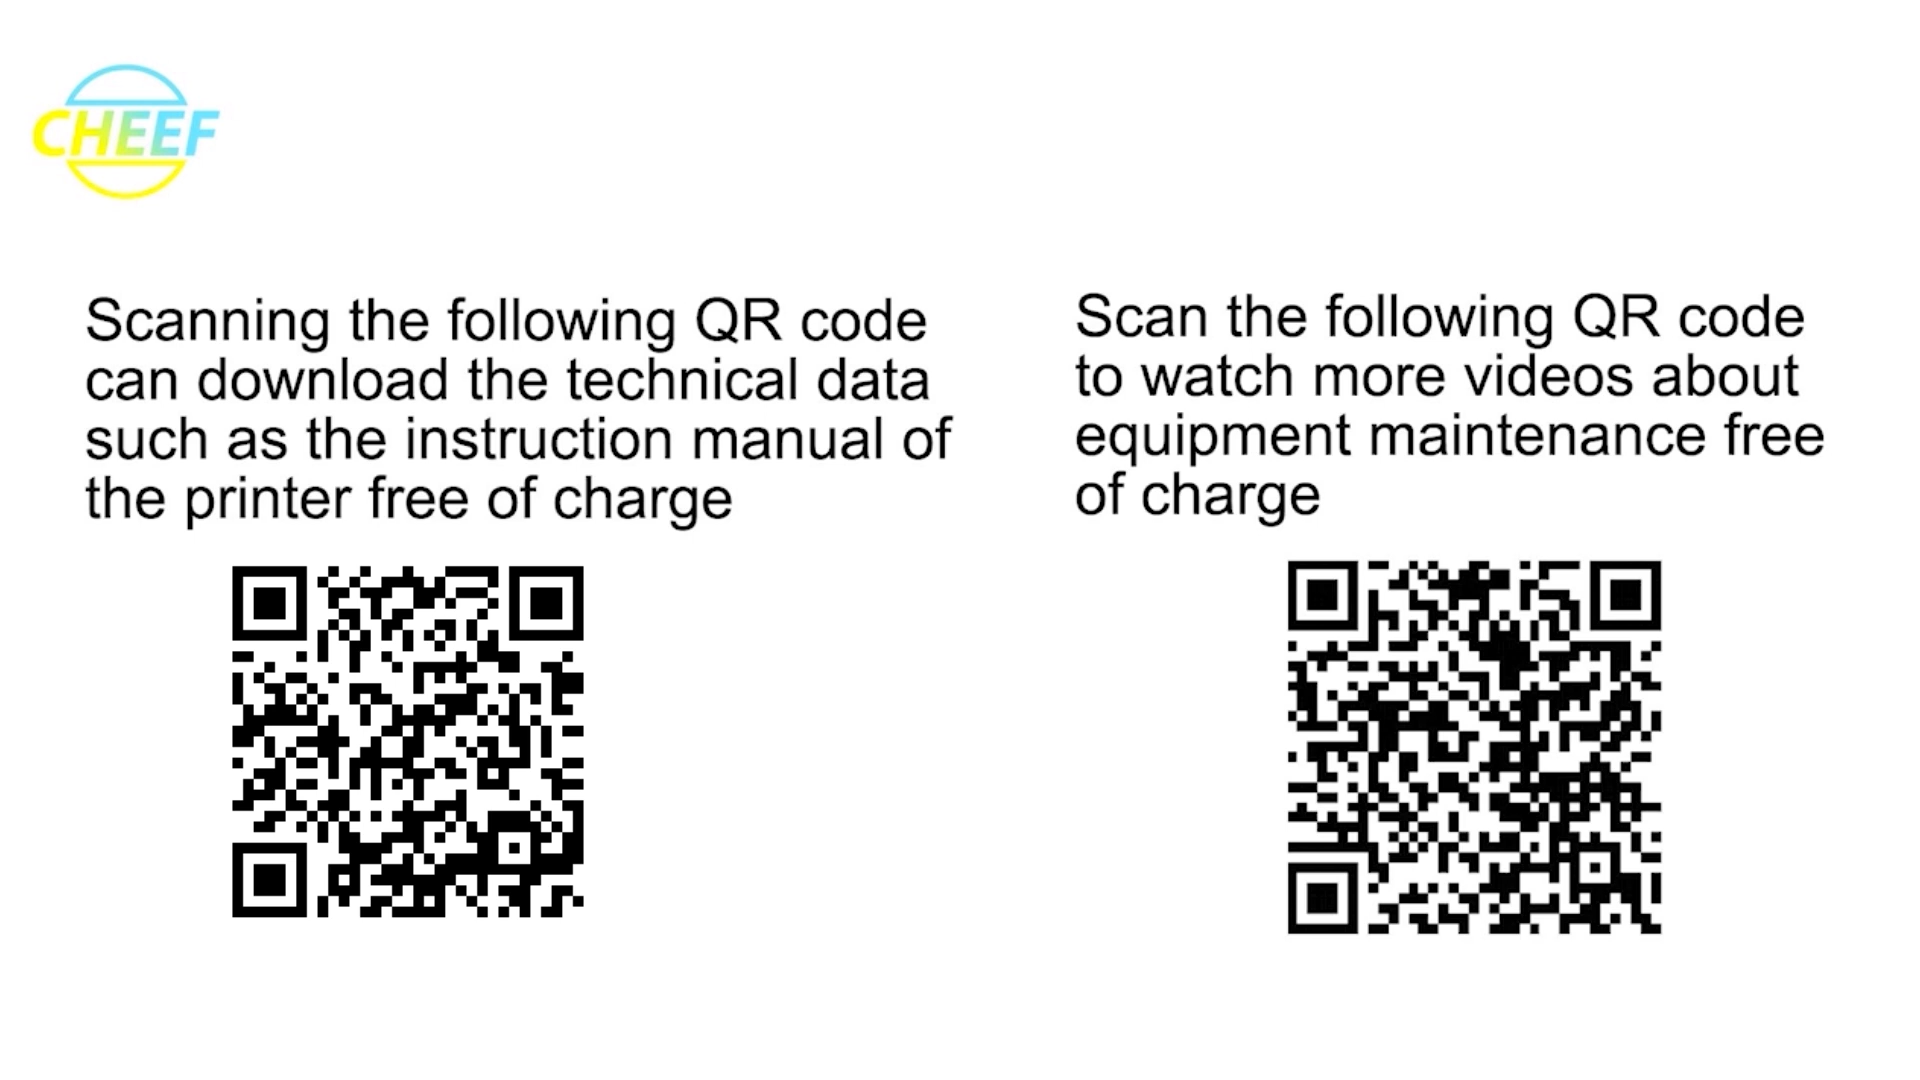 CHEEF
Scanning the following QR code
can download the technical data
such as the instruction manual of
the printer free of charge
Scan the following QR code
to watch more videos about
equipment maintenance free
of charge